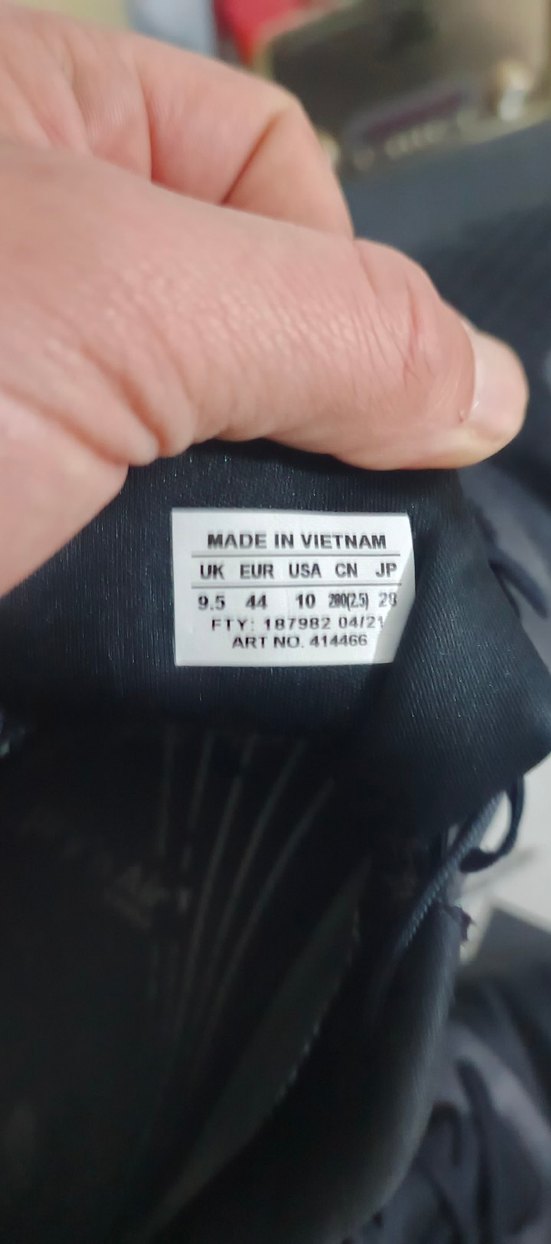 MADE IN VIETNAM
UK EUR USA CN JP
9.5 44 10 280(2.5) 28
FTY: 187982 04/21
ART NO. 414466